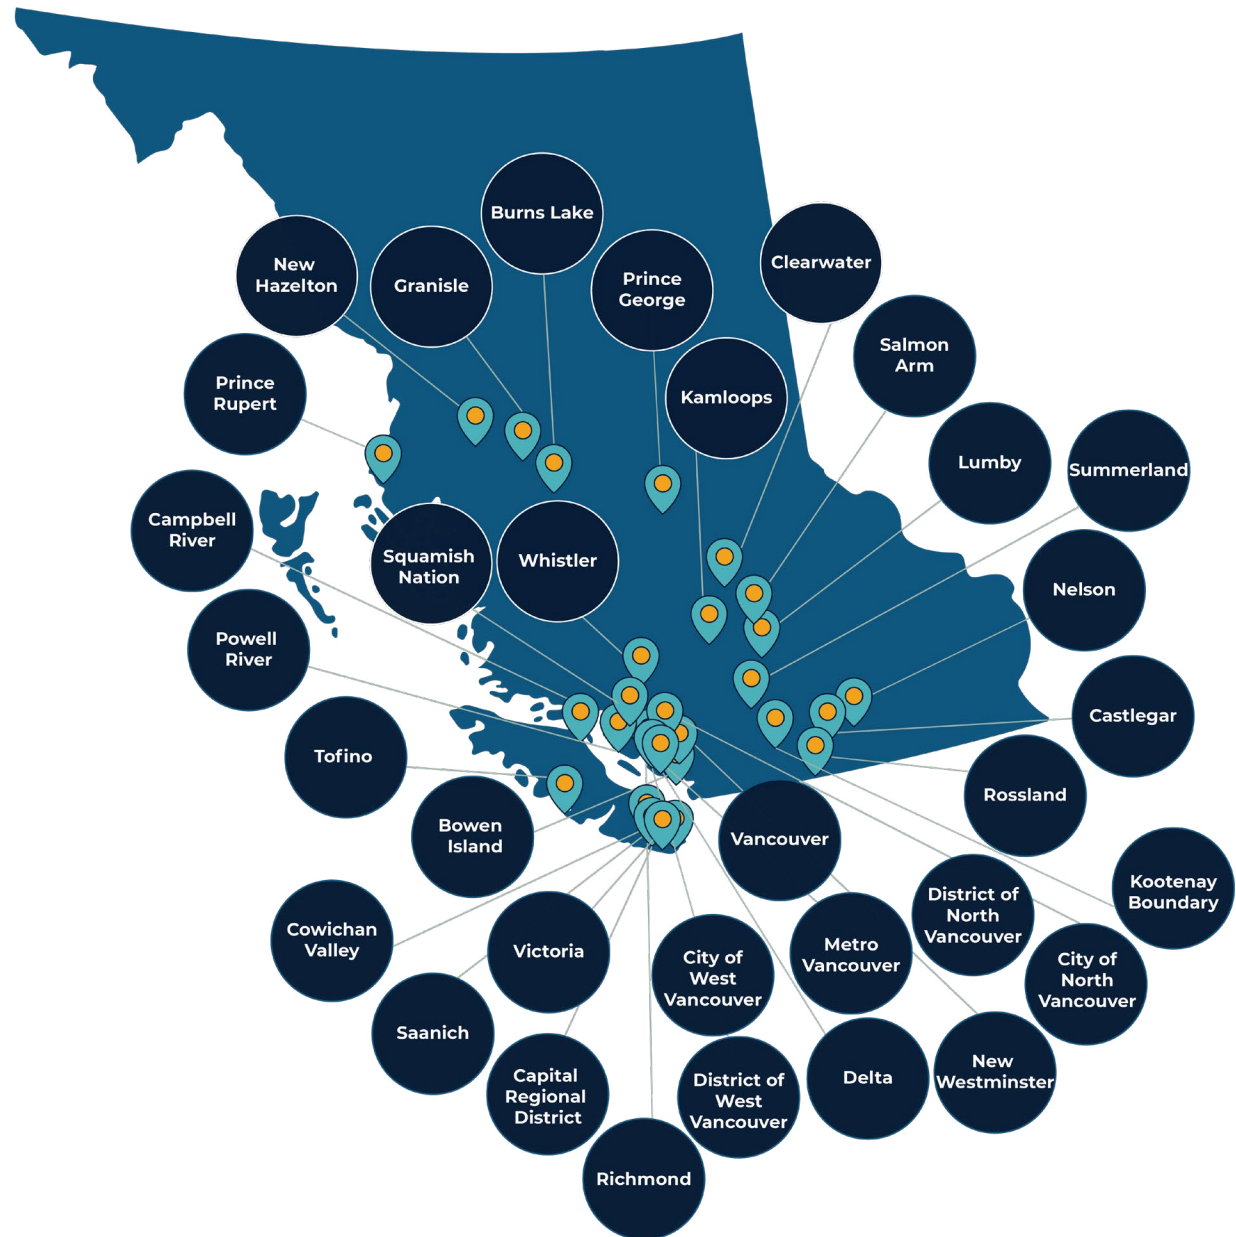 Burns Lake
New
Hazelton
Granisle
Prince
George
Clearwater
Prince
Rupert
Kamloops
Salmon
Arm
Lumby
Summerland
Campbell
River
Squamish
Nation
Whistler
Nelson
Powell
River
Castlegar
Tofino
Bowen
Island
Vancouver
Rossland
Kootenay
Boundary
Cowichan
Valley
Victoria
City of
West
Vancouver
Metro
Vancouver
District of
North
Vancouver
City of
North
Vancouver
Saanich
Capital
Regional
District
District of
West
Vancouver
Delta
New
Westminster
Richmond